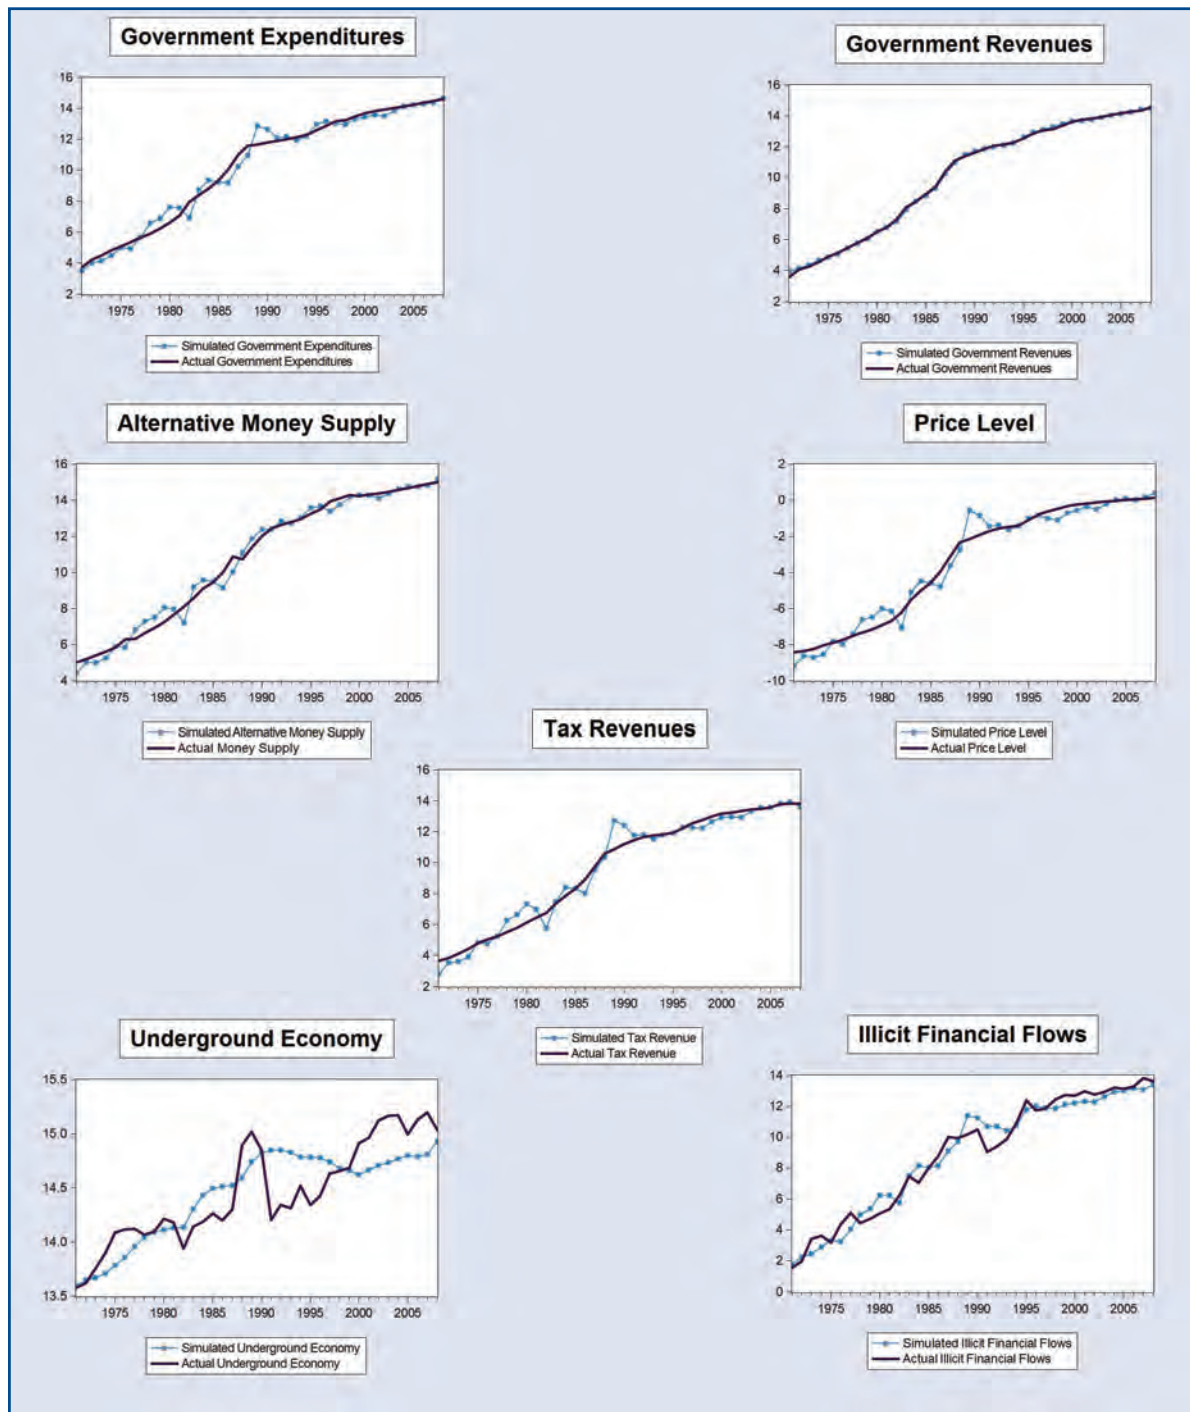 Government Expenditures
16
14
12
10
8
6
4
2
1975 1980 1985 1990 1995 2000 2005
Simulated Government Expenditures
Actual Government Expenditures
Government Revenues
16
14
12
10
8
6
4
2
1975 1980 1985 1990 1995 2000 2005
Simulated Government Revenues
Actual Government Revenues
Alternative Money Supply
16
14
12
10
8
6
4
1975 1980 1985 1990 1995 2000 2005
Simulated Alternative Money Supply
Actual Money Supply
Price Level
2
0
-2
-4
-6
-8
-10
1975 1980 1985 1990 1995 2000 2005
Simulated Price Level
Actual Price Level
Tax Revenues
16
14
12
10
8
6
4
2
1975 1980 1985 1990 1995 2000 2005
Simulated Tax Revenue
Actual Tax Revenue
Underground Economy
15.5
15.0
14.5
14.0
13.5
1975 1980 1985 1990 1995 2000 2005
Simulated Underground Economy
Actual Underground Economy
Illicit Financial Flows
14
12
10
8
6
4
2
0
1975 1980 1985 1990 1995 2000 2005
Simulated Illicit Financial Flows
Actual Illicit Financial Flows